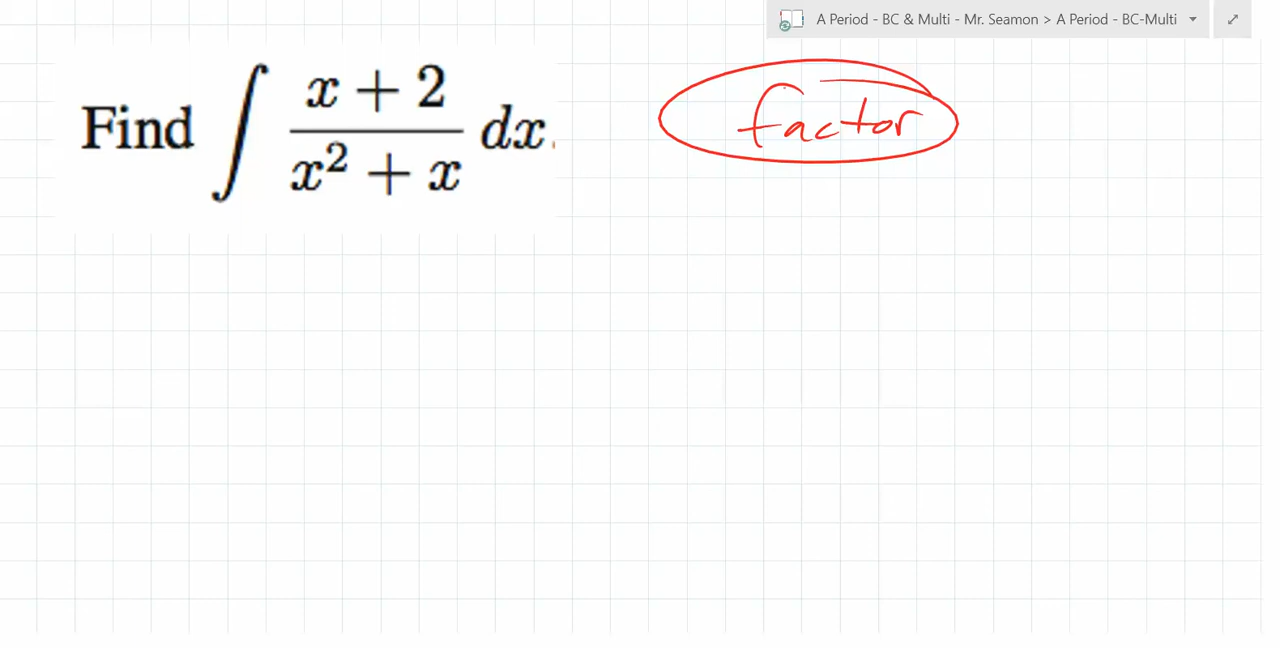 A Period - BC & Multi - Mr. Seamon > A Period - BC-Multi
Find ∫ (x + 2)/(x² + x) dx.
factor